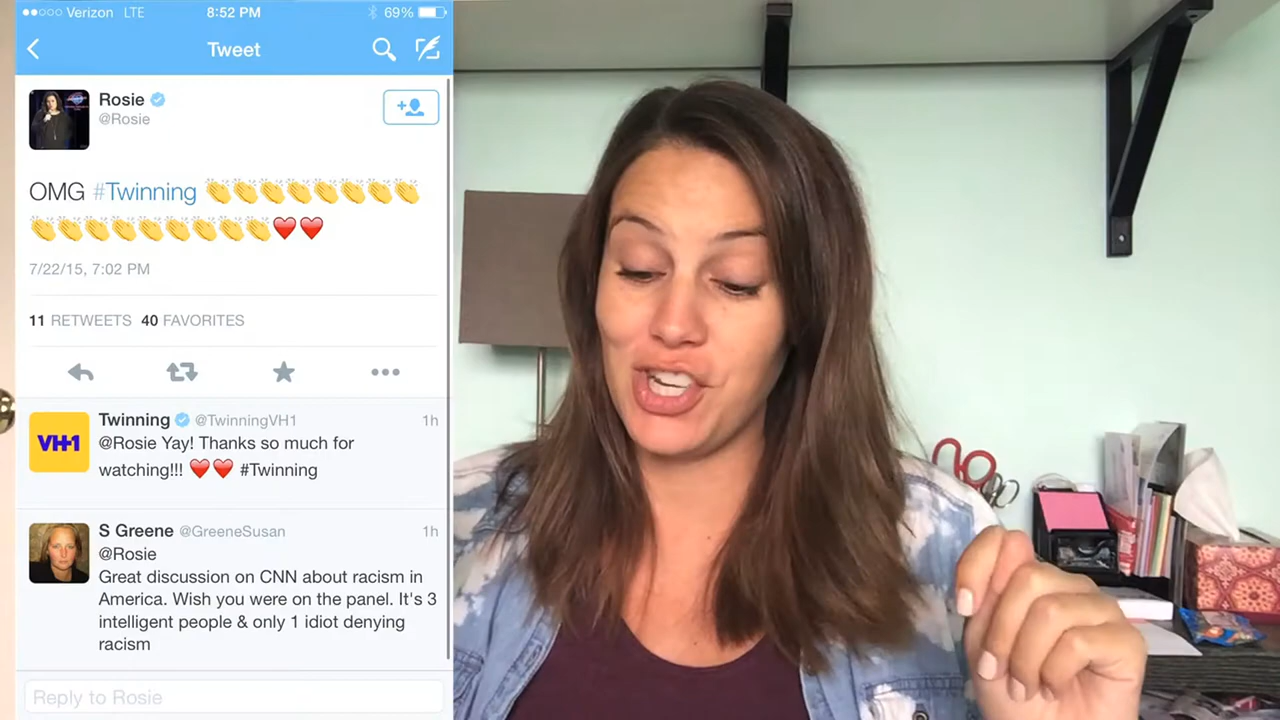 Verizon LTE 8:52 PM 69%
Tweet
Rosie
@Rosie
OMG #Twinning 👏👏👏👏👏👏👏👏
👏👏👏👏👏👏👏👏👏❤️❤️
7/22/15, 7:02 PM
11 RETWEETS 40 FAVORITES
Twinning @TwinningVH1 1h
VH1
@Rosie Yay! Thanks so much for
watching!!! ❤️❤️ #Twinning
S Greene @GreeneSusan 1h
@Rosie
Great discussion on CNN about racism in
America. Wish you were on the panel. It's 3
intelligent people & only 1 idiot denying
racism
Reply to Rosie